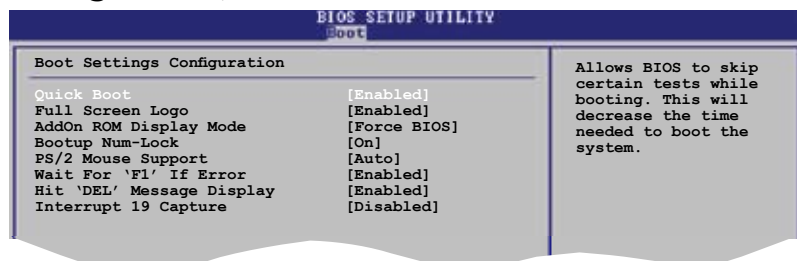 BIOS SETUP UTILITY
Boot
Boot Settings Configuration
Quick Boot [Enabled]
Full Screen Logo [Enabled]
AddOn ROM Display Mode [Force BIOS]
Bootup Num-Lock [On]
PS/2 Mouse Support [Auto]
Wait For ‘F1’ If Error [Enabled]
Hit ‘DEL’ Message Display [Enabled]
Interrupt 19 Capture [Disabled]
Allows BIOS to skip
certain tests while
booting. This will
decrease the time
needed to boot the
system.